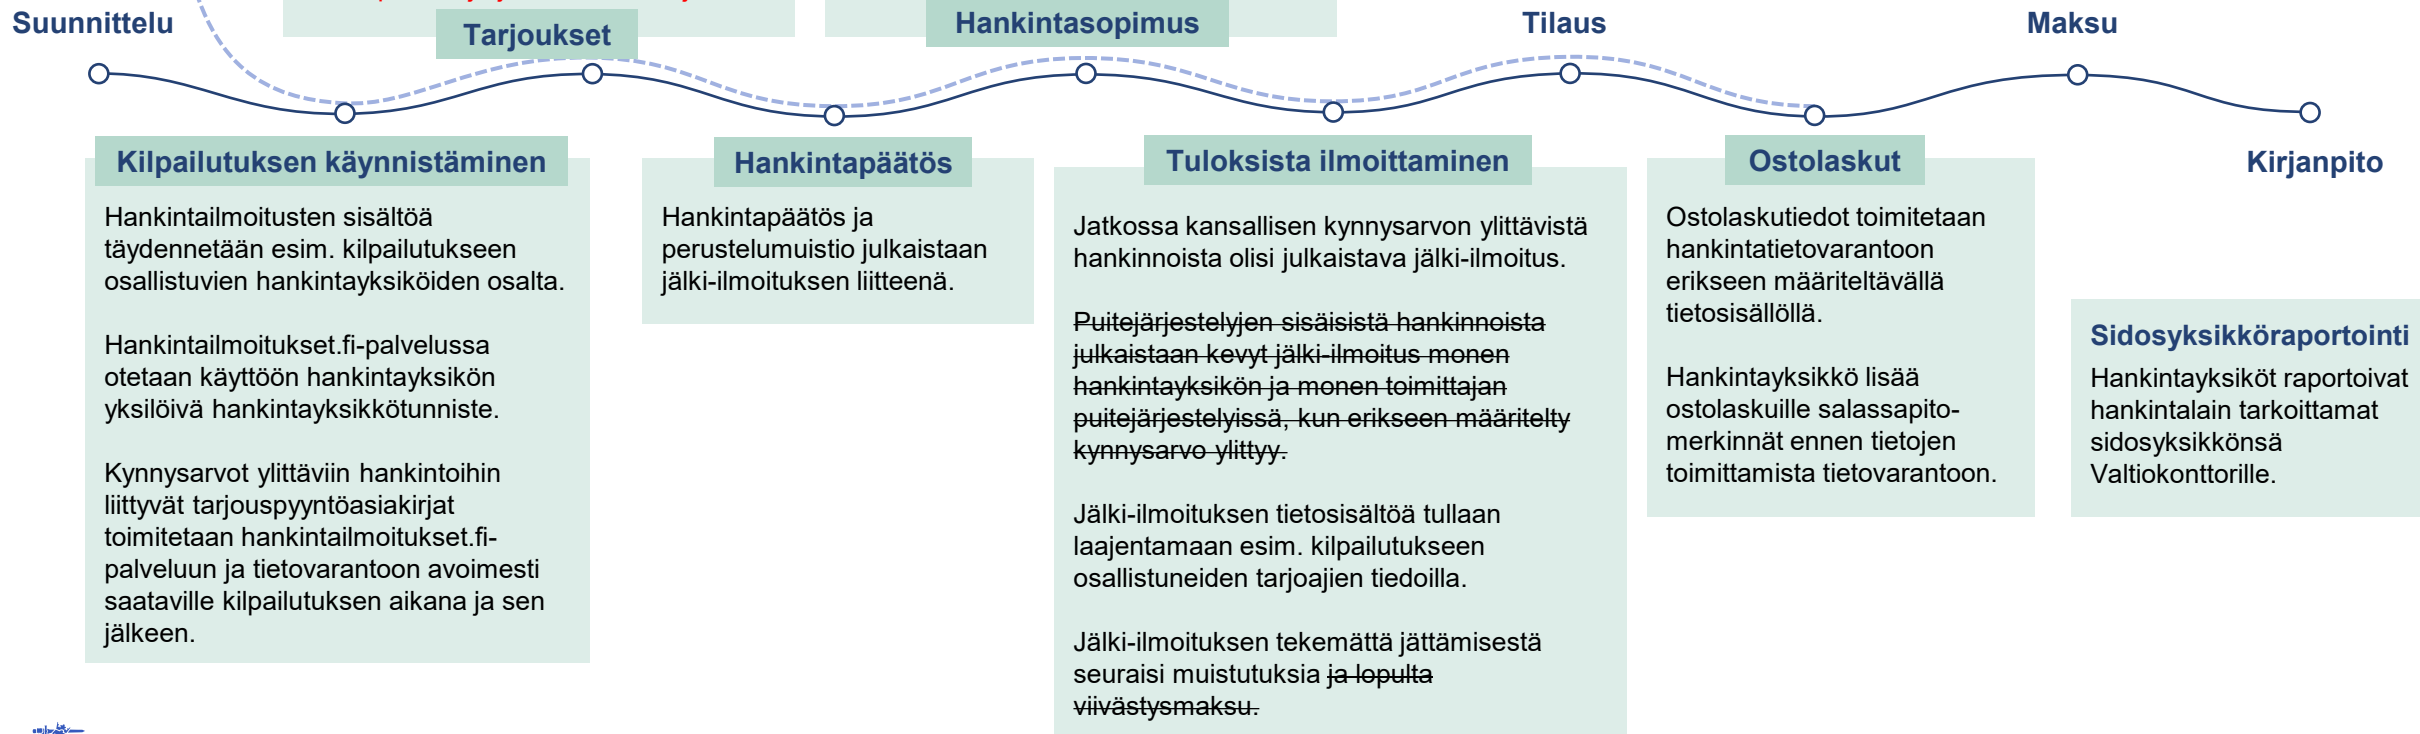 Suunnittelu
Tarjoukset
Hankintasopimus
Tilaus
Maksu
Kilpailutuksen käynnistäminen
Hankintailmoitusten sisältöä
täydennetään esim. kilpailutukseen
osallistuvien hankintayksiköiden osalta.
Hankintailmoitukset.fi-palvelussa
otetaan käyttöön hankintayksikön
yksilöivä hankintayksikkötunniste.
Kynnysarvot ylittäviin hankintoihin
liittyvät tarjouspyyntöasiakirjat
toimitetaan hankintailmoitukset.fi-
palveluun ja tietovarantoon avoimesti
saataville kilpailutuksen aikana ja sen
jälkeen.
Hankintapäätös
Hankintapäätös ja
perustelumuistio julkaistaan
jälki-ilmoituksen liitteenä.
Tuloksista ilmoittaminen
Jatkossa kansallisen kynnysarvon ylittävistä
hankinnoista olisi julkaistava jälki-ilmoitus.
Puitejärjestelyjen sisäisistä hankinnoista
julkaistaan kevyt jälki-ilmoitus monen
hankintayksikön ja monen toimittajan
puitejärjestelyissä, kun erikseen määritelty
kynnysarvo ylittyy.
Jälki-ilmoituksen tietosisältöä tullaan
laajentamaan esim. kilpailutukseen
osallistuneiden tarjoajien tiedoilla.
Jälki-ilmoituksen tekemättä jättämisestä
seuraisi muistutuksia ja lopulta
viivästysmaksu.
Ostolaskut
Ostolaskutiedot toimitetaan
hankintatietovarantoon
erikseen määriteltävällä
tietosisällöllä.
Hankintayksikkö lisää
ostolaskuille salassapito-
merkinnät ennen tietojen
toimittamista tietovarantoon.
Kirjanpito
Sidosyksikköraportointi
Hankintayksiköt raportoivat
hankintalain tarkoittamat
sidosyksikkönsä
Valtiokonttorille.